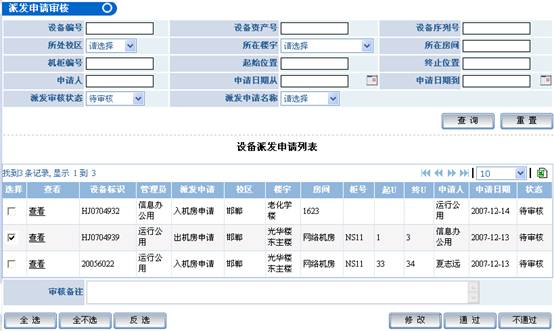 派发申请审核
设备编号 设备资产号 设备序列号
所处校区 请选择 所在楼宇 请选择 所在房间
机柜编号 起始位置 终止位置
申请人 申请日期从 申请日期到
派发审核状态 待审核 派发申请名称 请选择
查 询 重 置
设备派发申请列表
找到3 条记录, 显示 1 到 3 10
选择 查看 设备标识 管理员 派发申请 校区 楼宇 房间 柜号 起U 终U 申请人 申请日期 状态
查看 HJ0704932 信息办公用 入机房申请 邯郸 老化学楼 1623 运行公用 2007-12-14 待审核
查看 HJ0704939 运行公用 出机房申请 邯郸 光华楼东主楼 网络机房 NS11 1 3 信息办公用 2007-12-13 待审核
查看 20056022 运行公用 入机房申请 邯郸 光华楼东主楼 网络机房 NS11 33 34 夏志远 2007-12-13 待审核
审核备注
全 选 全不选 反 选 修 改 通 过 不通过